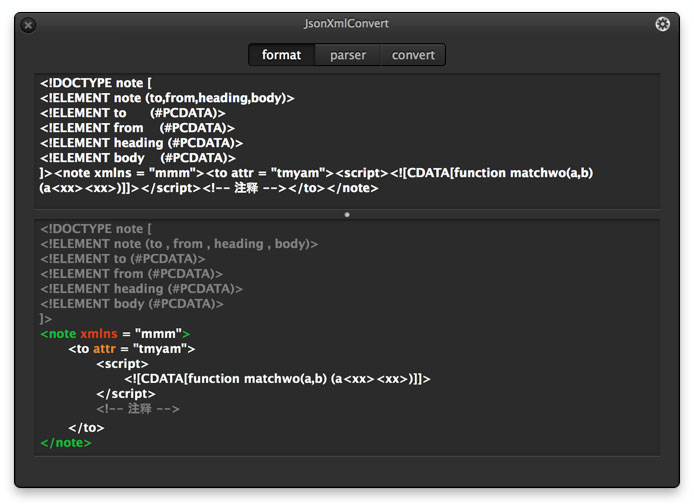 JsonXmlConvert
format parser convert
<!DOCTYPE note [
<!ELEMENT note (to,from,heading,body)>
<!ELEMENT to (#PCDATA)>
<!ELEMENT from (#PCDATA)>
<!ELEMENT heading (#PCDATA)>
<!ELEMENT body (#PCDATA)>
]><note xmlns = "mmm"><to attr = "tmyam"><script><![CDATA[function matchwo(a,b)
(a<xx><xx>)]]></script><!-- 注释 --></to></note>
<!DOCTYPE note [
<!ELEMENT note (to , from , heading , body)>
<!ELEMENT to (#PCDATA)>
<!ELEMENT from (#PCDATA)>
<!ELEMENT heading (#PCDATA)>
<!ELEMENT body (#PCDATA)>
]>
<note xmlns = "mmm">
<to attr = "tmyam">
<script>
<![CDATA[function matchwo(a,b) (a<xx><xx>)]]>
</script>
<!-- 注释 -->
</to>
</note>